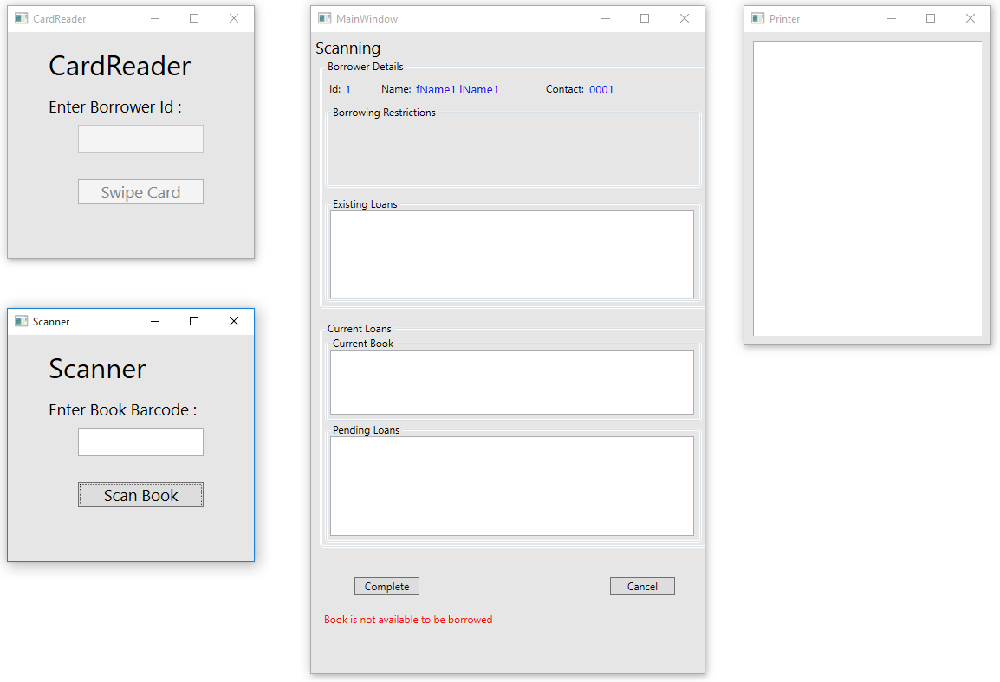 CardReader
CardReader
Enter Borrower Id :
Swipe Card
Scanner
Scanner
Enter Book Barcode :
Scan Book
MainWindow
Scanning
Borrower Details
Id: 1 Name: fName1 lName1 Contact: 0001
Borrowing Restrictions
Existing Loans
Current Loans
Current Book
Pending Loans
Complete Cancel
Book is not available to be borrowed
Printer